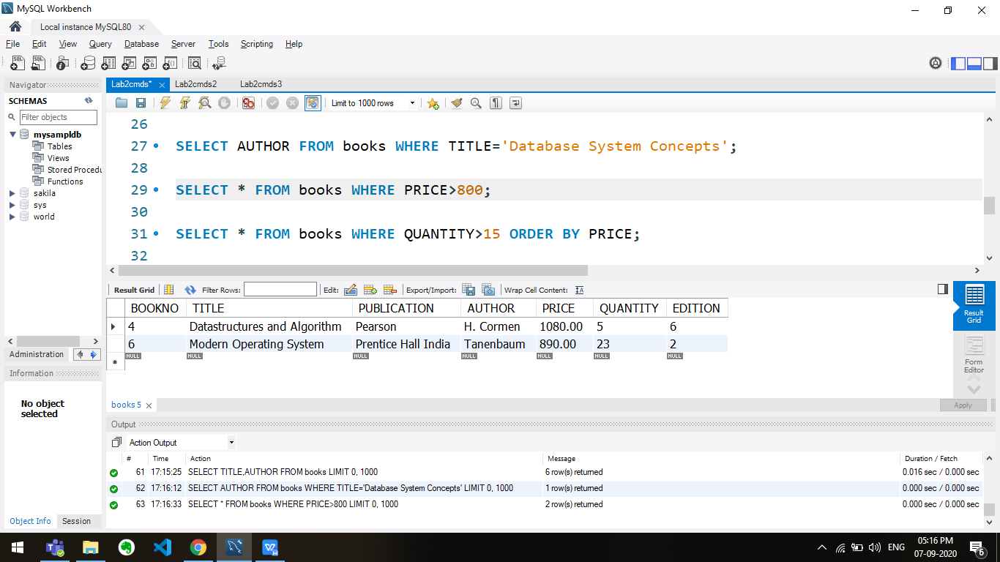 MySQL Workbench
Local instance MySQL80
File Edit View Query Database Server Tools Scripting Help
Navigator
SCHEMAS
Filter objects
mysampldb
Tables
Views
Stored Procedu
Functions
sakila
sys
world
Administration
Information
No object
selected
Object Info Session
Lab2cmds* Lab2cmds2 Lab2cmds3
Limit to 1000 rows
26
27 SELECT AUTHOR FROM books WHERE TITLE='Database System Concepts';
28
29 SELECT * FROM books WHERE PRICE>800;
30
31 SELECT * FROM books WHERE QUANTITY>15 ORDER BY PRICE;
32
Result Grid Filter Rows: Edit: Export/Import: Wrap Cell Content:
BOOKNO TITLE PUBLICATION AUTHOR PRICE QUANTITY EDITION
4 Datastructures and Algorithm Pearson H. Cormen 1080.00 5 6
6 Modern Operating System Prentice Hall India Tanenbaum 890.00 23 2
NULL NULL NULL NULL NULL NULL NULL
Result
Grid
Form
Editor
books 5
Apply
Output
Action Output
# Time Action Message Duration / Fetch
61 17:15:25 SELECT TITLE,AUTHOR FROM books LIMIT 0, 1000 6 row(s) returned 0.016 sec / 0.000 sec
62 17:16:12 SELECT AUTHOR FROM books WHERE TITLE='Database System Concepts' LIMIT 0, 1000 1 row(s) returned 0.000 sec / 0.000 sec
63 17:16:33 SELECT * FROM books WHERE PRICE>800 LIMIT 0, 1000 2 row(s) returned 0.000 sec / 0.000 sec
ENG
05:16 PM
07-09-2020
6